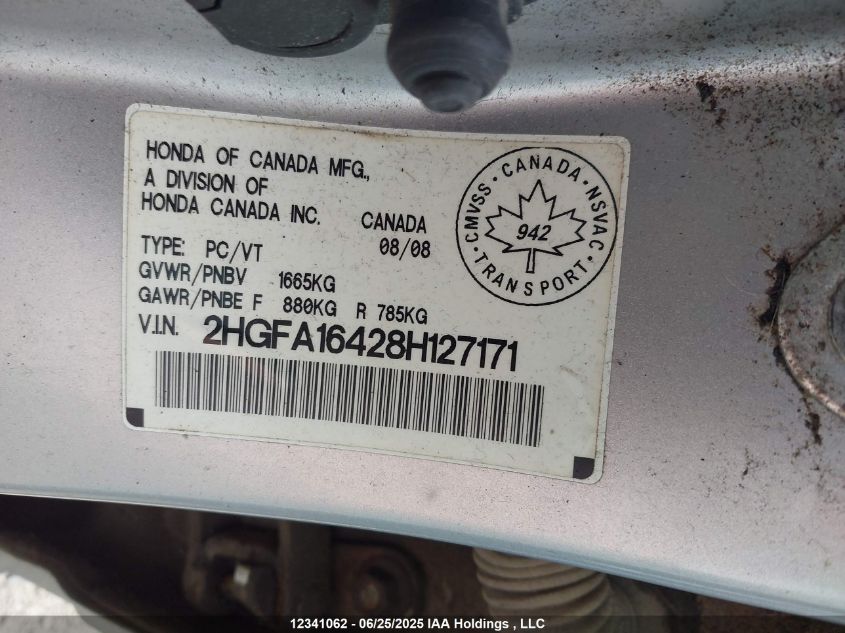 HONDA OF CANADA MFG.,
A DIVISION OF
HONDA CANADA INC. CANADA
TYPE: PC/VT 08/08
GVWR/PNBV 1665KG
GAWR/PNBE F 880KG R 785KG
V.I.N. 2HGFA16428H127171
CMVSS · CANADA · NSVAC
942
· TRANSPORT ·
12341062 - 06/25/2025 IAA Holdings , LLC